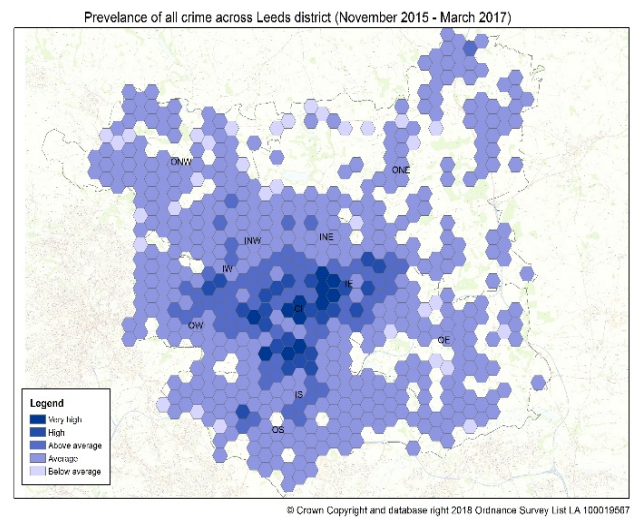 Prevelance of all crime across Leeds district (November 2015 - March 2017)
ONW
ONE
INW
INE
IW
IE
CI
OW
OE
IS
OS
Legend
Very high
High
Above average
Average
Below average
© Crown Copyright and database right 2018 Ordnance Survey List LA 100019567